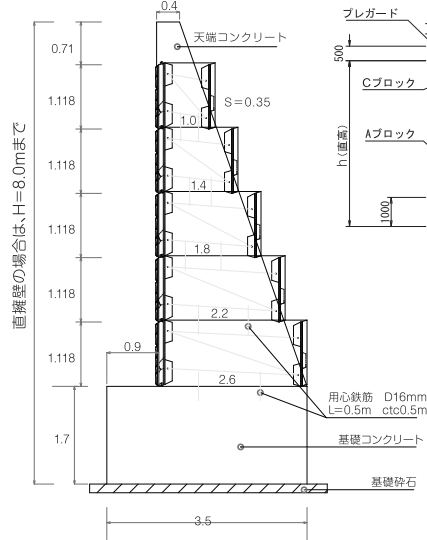 0.4
天端コンクリート
0.71
S＝0.35
1.118
1.0
1.118
1.4
1.118
1.8
1.118
2.2
1.118
2.6
0.9
1.7
3.5
直擁壁の場合は、H＝8.0mまで
用心鉄筋　D16mm
L＝0.5m　ctc0.5m
基礎コンクリート
基礎砕石
プレガード
500
Cブロック
Aブロック
h（直高）
1000